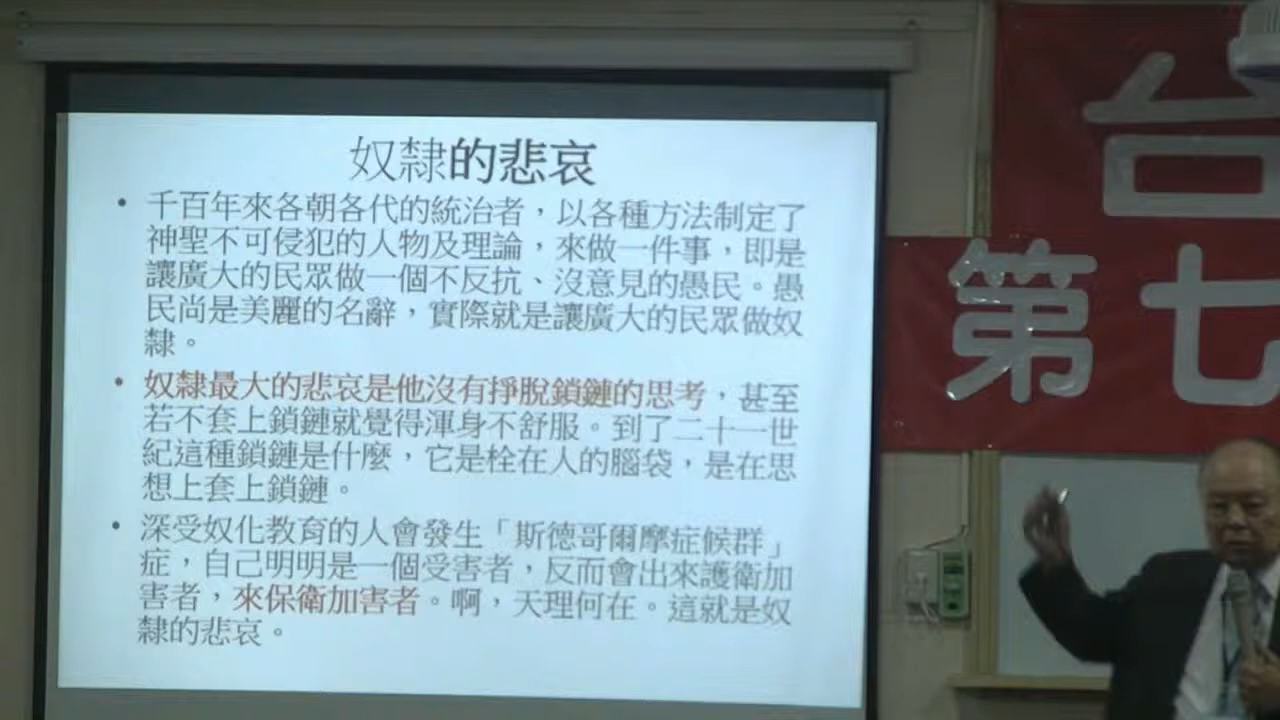 奴隸的悲哀
• 千百年來各朝各代的統治者，以各種方法制定了
神聖不可侵犯的人物及理論，來做一件事，即是
讓廣大的民眾做一個不反抗、沒意見的愚民。愚
民尚是美麗的名辭，實際就是讓廣大的民眾做奴
隸。
• 奴隸最大的悲哀是他沒有掙脫鎖鏈的思考，甚至
若不套上鎖鏈就覺得渾身不舒服。到了二十一世
紀這種鎖鏈是什麼，它是栓在人的腦袋，是在思
想上套上鎖鏈。
• 深受奴化教育的人會發生「斯德哥爾摩症候群」
症，自己明明是一個受害者，反而會出來護衛加
害者，來保衛加害者。啊，天理何在。這就是奴
隸的悲哀。
台
第七